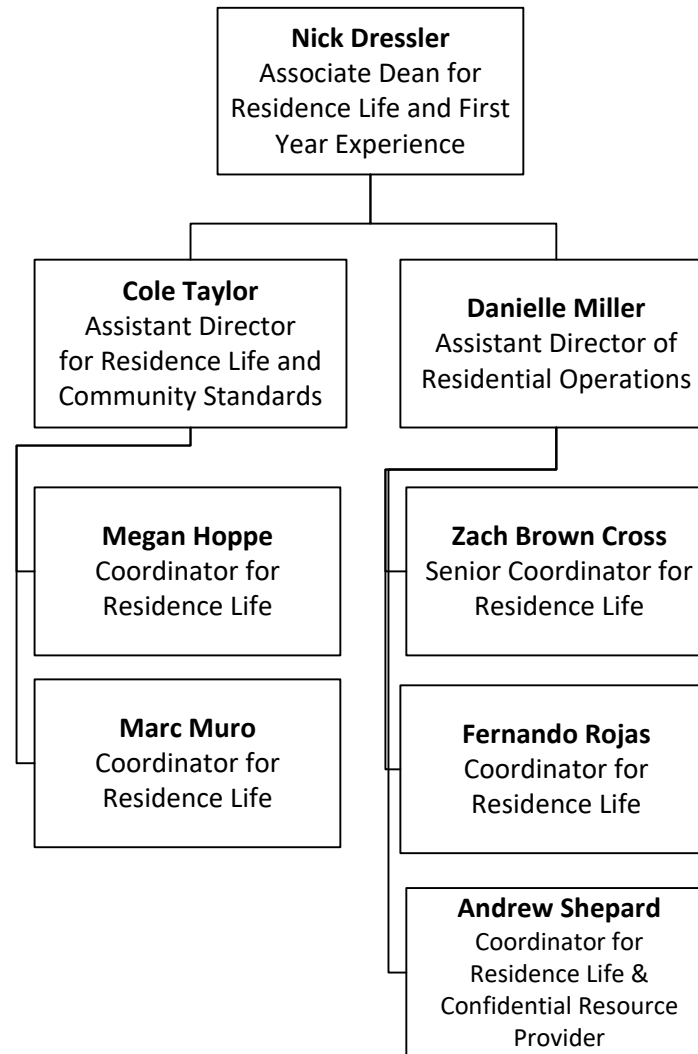 Nick Dressler
Associate Dean for
Residence Life and First
Year Experience
Cole Taylor
Assistant Director
for Residence Life and
Community Standards
Danielle Miller
Assistant Director of
Residential Operations
Megan Hoppe
Coordinator for
Residence Life
Zach Brown Cross
Senior Coordinator for
Residence Life
Marc Muro
Coordinator for
Residence Life
Fernando Rojas
Coordinator for
Residence Life
Andrew Shepard
Coordinator for
Residence Life &
Confidential Resource
Provider